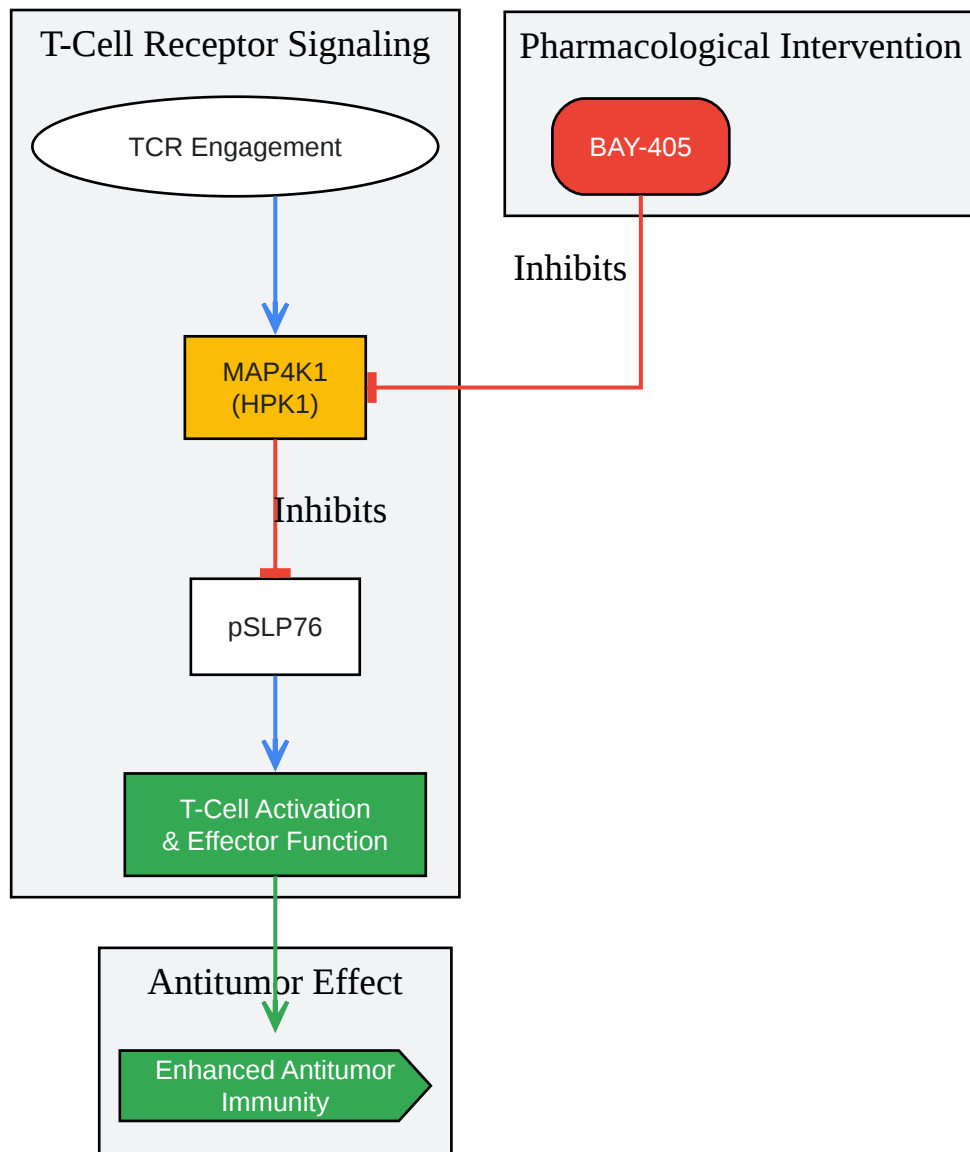 T-Cell Receptor Signaling
TCR Engagement
MAP4K1
(HPK1)
Inhibits
pSLP76
T-Cell Activation
& Effector Function
Pharmacological Intervention
BAY-405
Inhibits
Antitumor Effect
Enhanced Antitumor
Immunity